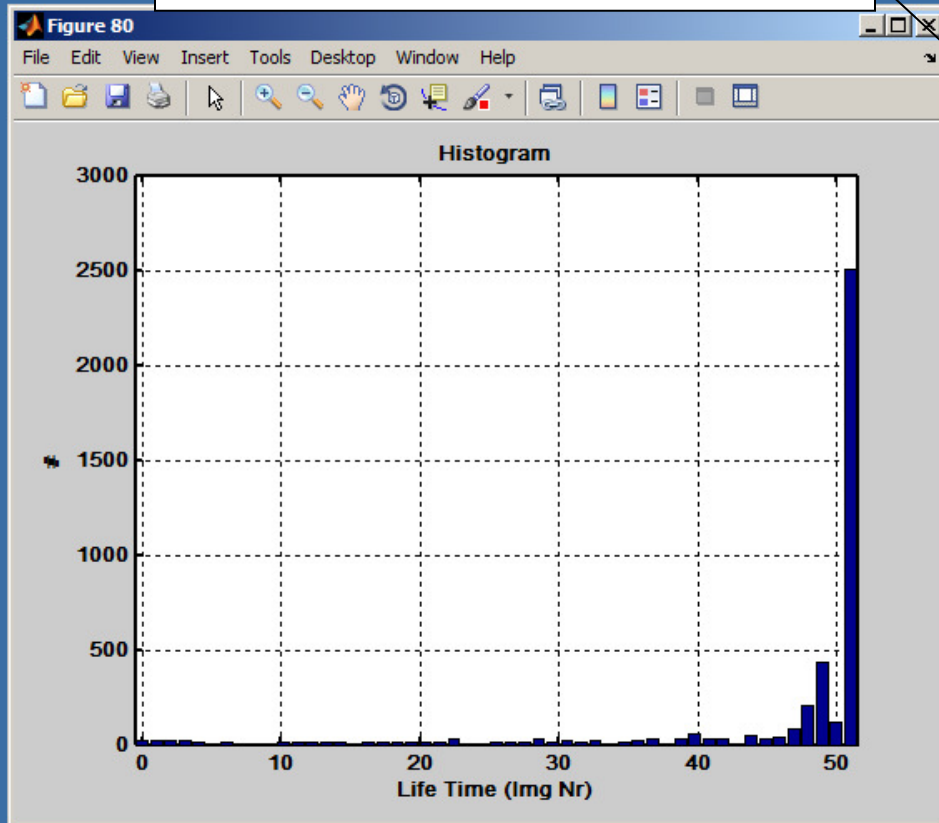 Figure 80
File Edit View Insert Tools Desktop Window Help
Histogram
3000
2500
2000
1500
1000
500
0
#
0 10 20 30 40 50
Life Time (Img Nr)